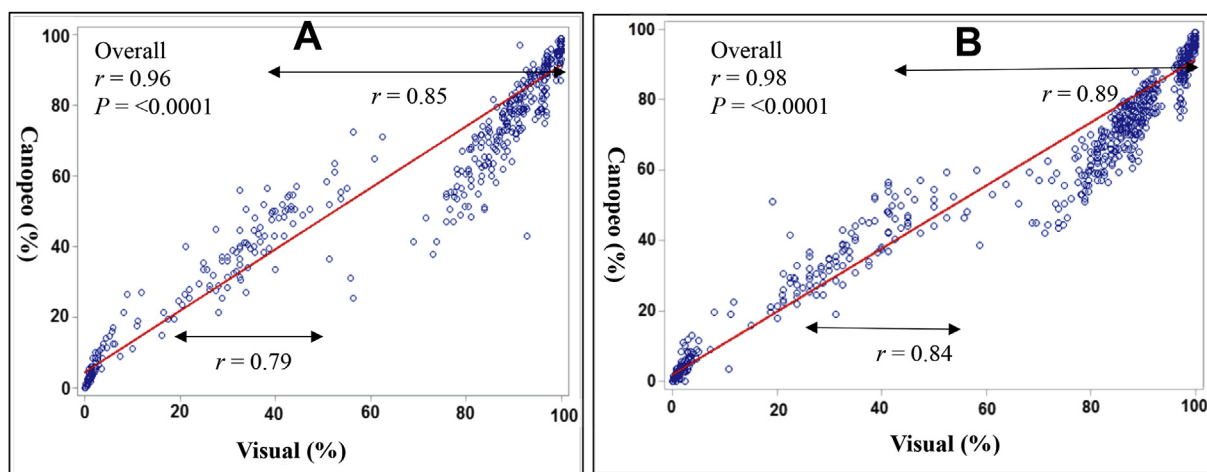 A
Overall
r = 0.96
P = <0.0001
r = 0.85
r = 0.79
100
80
60
40
20
0
Canopeo (%)
0 20 40 60 80 100
Visual (%)
B
Overall
r = 0.98
P = <0.0001
r = 0.89
r = 0.84
100
80
60
40
20
0
Canopeo (%)
0 20 40 60 80 100
Visual (%)